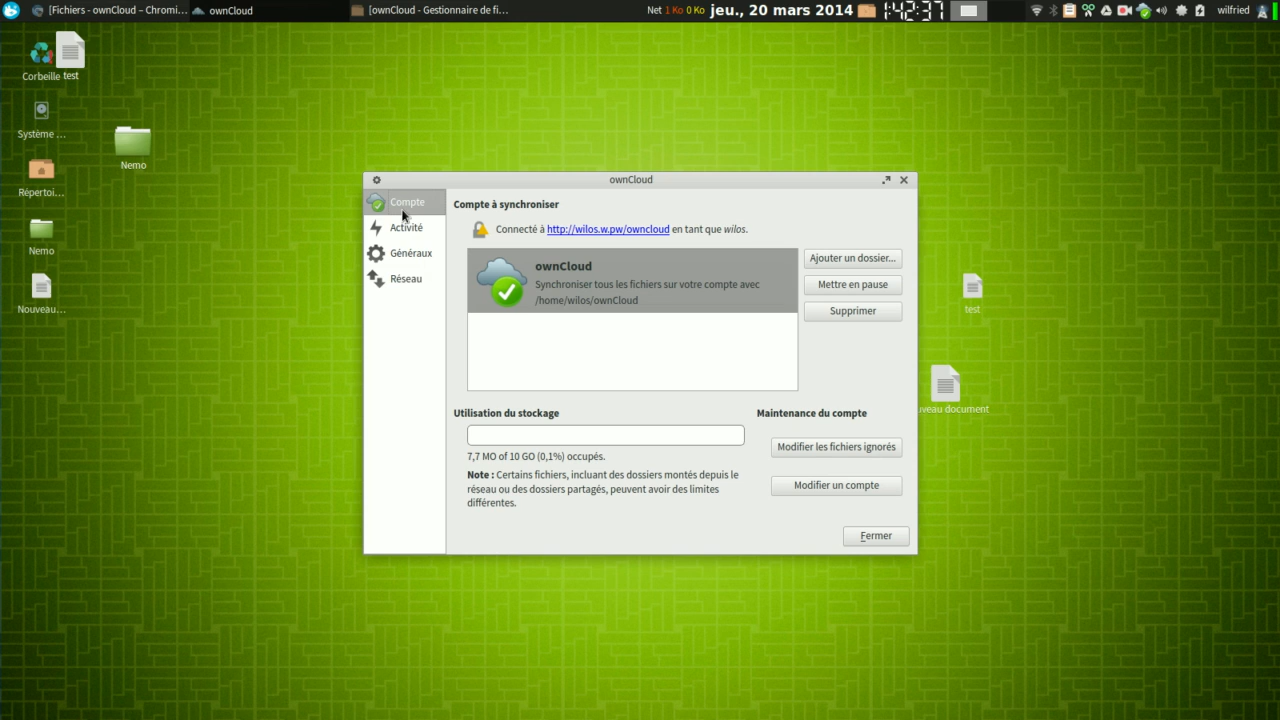 [Fichiers - ownCloud – Chromi...
ownCloud
[ownCloud - Gestionnaire de fi...
Net 1 Ko 0 Ko
jeu., 20 mars 2014
wilfried
Corbeille
test
Système ...
Nemo
Répertoi...
Nemo
Nouveau...
test
uveau document
ownCloud
Compte
Activité
Généraux
Réseau
Compte à synchroniser
Connecté à http://wilos.w.pw/owncloud en tant que wilos.
ownCloud
Synchroniser tous les fichiers sur votre compte avec
/home/wilos/ownCloud
Ajouter un dossier...
Mettre en pause
Supprimer
Utilisation du stockage
7,7 MO of 10 GO (0,1%) occupés.
Note : Certains fichiers, incluant des dossiers montés depuis le
réseau ou des dossiers partagés, peuvent avoir des limites
différentes.
Maintenance du compte
Modifier les fichiers ignorés
Modifier un compte
Fermer